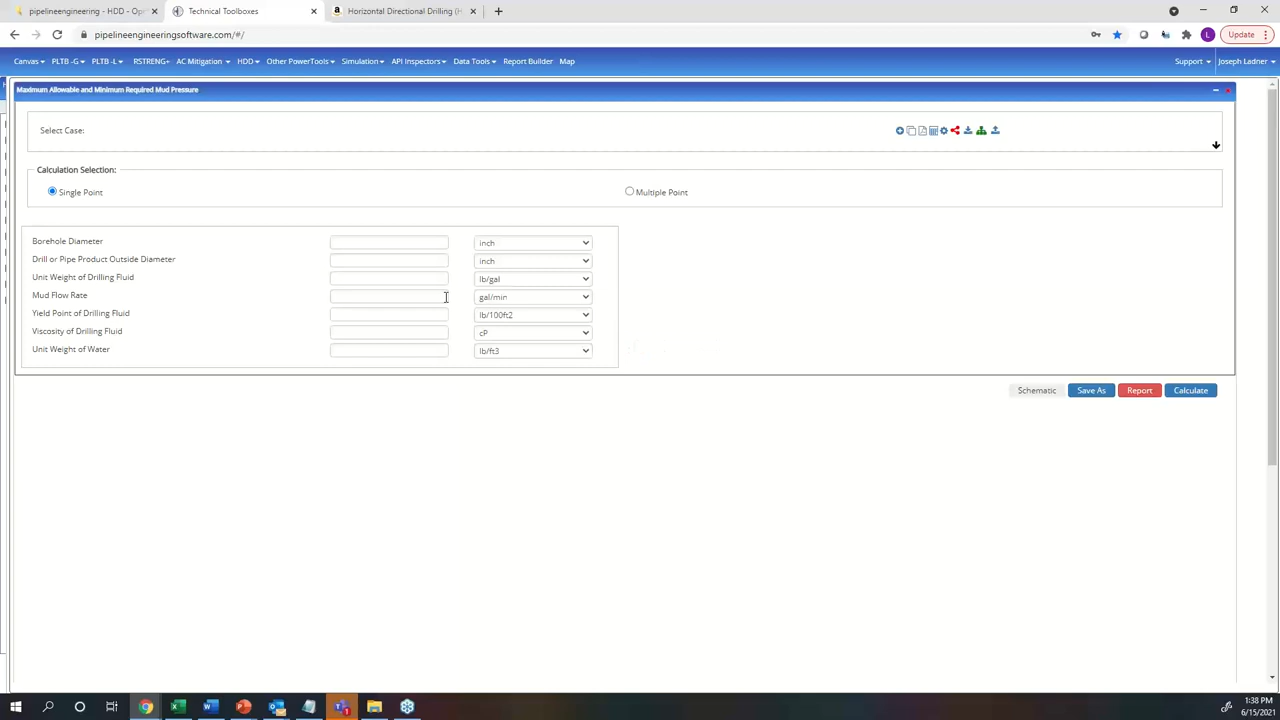 pipelineengineering - HDD - Op
Technical Toolboxes
Horizontal Directional Drilling (H
pipelineengineeringsoftware.com/#/
L
Update
Canvas PLTB -G PLTB -L RSTRENG+ AC Mitigation HDD Other PowerTools Simulation API Inspectors Data Tools Report Builder Map Support Joseph Ladner
Maximum Allowable and Minimum Required Mud Pressure
Select Case:
Calculation Selection:
Single Point Multiple Point
Borehole Diameter inch
Drill or Pipe Product Outside Diameter inch
Unit Weight of Drilling Fluid lb/gal
Mud Flow Rate gal/min
Yield Point of Drilling Fluid lb/100ft2
Viscosity of Drilling Fluid cP
Unit Weight of Water lb/ft3
Schematic Save As Report Calculate
1:38 PM
6/15/2021